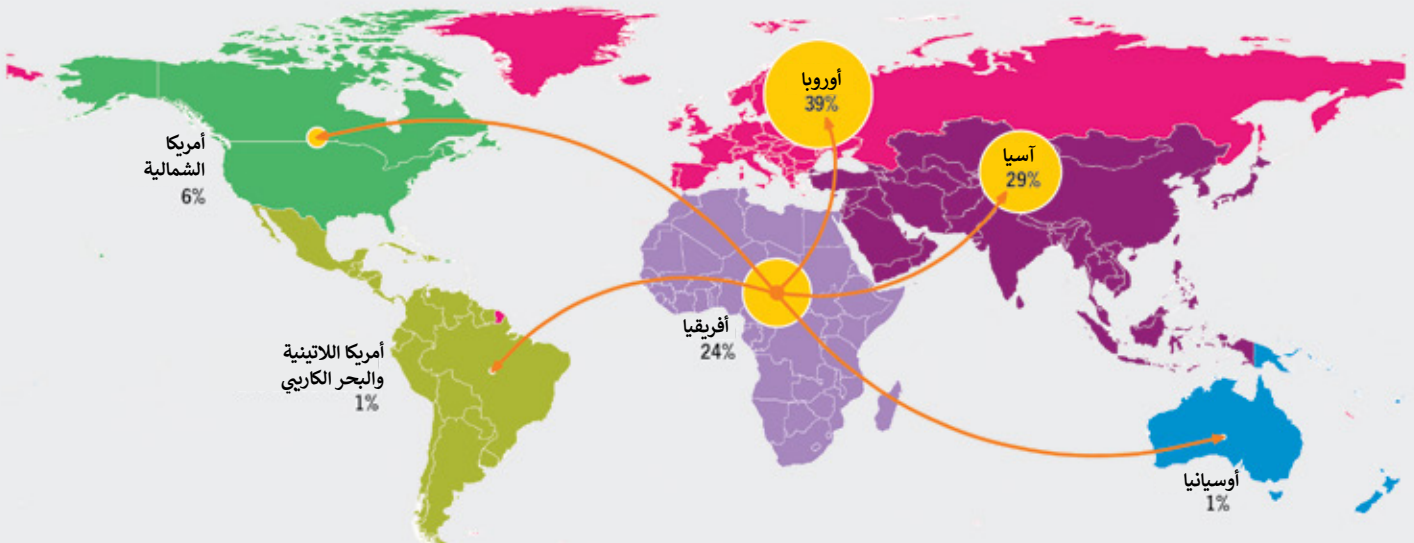 أوروبا
39%
آسيا
29%
أمريكا
الشمالية
6%
أفريقيا
24%
أمريكا اللاتينية
والبحر الكاريبي
1%
أوسيانيا
1%